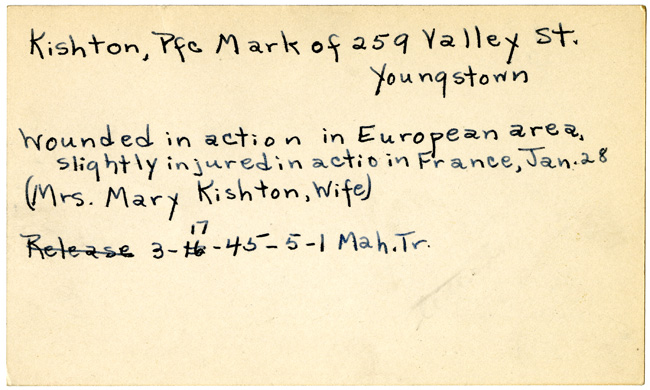 Kishton, Pfc Mark of 259 Valley St.
Youngstown
Wounded in action in European area,
slightly injured in actio in France, Jan. 28
(Mrs. Mary Kishton, Wife)
Release 3-16 17-45-5-1 Mah. Tr.